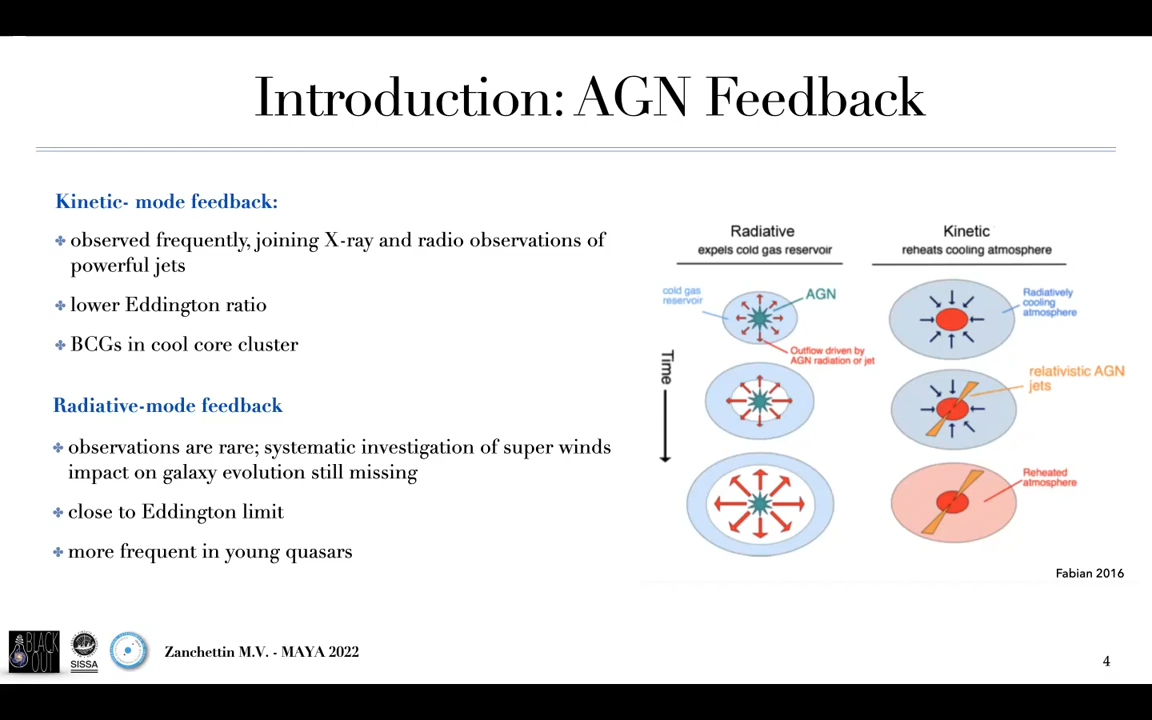 Introduction: AGN Feedback
Kinetic- mode feedback:
observed frequently, joining X-ray and radio observations of
powerful jets
lower Eddington ratio
BCGs in cool core cluster
Radiative-mode feedback
observations are rare; systematic investigation of super winds
impact on galaxy evolution still missing
close to Eddington limit
more frequent in young quasars
Radiative
expels cold gas reservoir
cold gas
reservoir
AGN
Outflow driven by
AGN radiation or jet
Time
Kinetic
reheats cooling atmosphere
Radiatively
cooling
atmosphere
relativistic AGN
jets
Reheated
atmosphere
Fabian 2016
BLACK
OUT
SISSA
Zanchettin M.V. - MAYA 2022
4